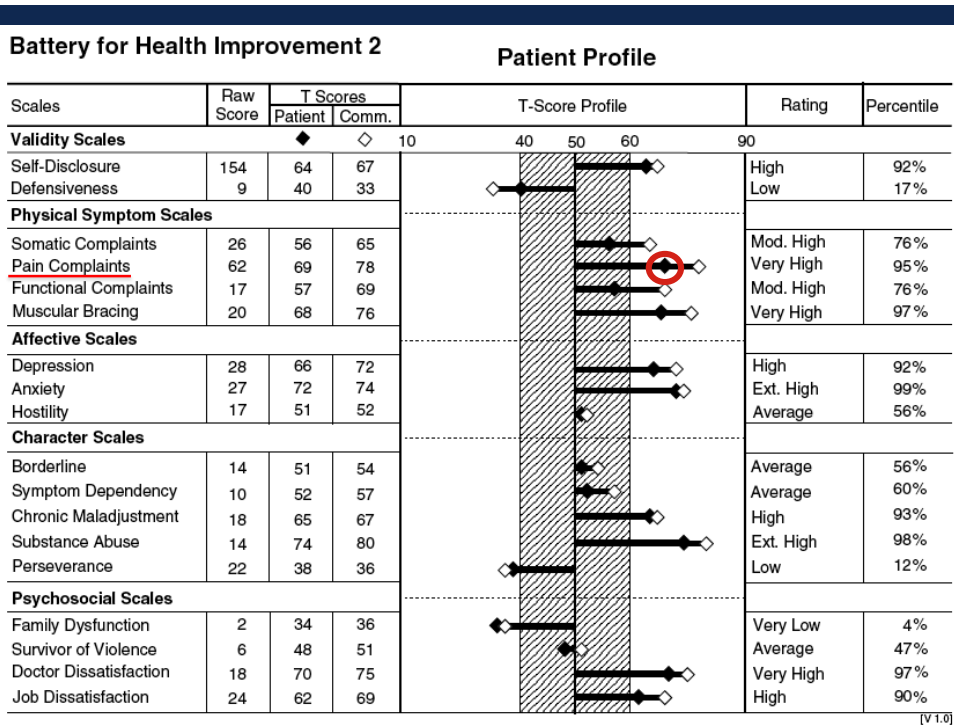 Battery for Health Improvement 2
Patient Profile
Scales Raw Score T Scores Patient Comm. T-Score Profile Rating Percentile
Validity Scales 10 40 50 60 90
Self-Disclosure 154 64 67 High 92%
Defensiveness 9 40 33 Low 17%
Physical Symptom Scales
Somatic Complaints 26 56 65 Mod. High 76%
Pain Complaints 62 69 78 Very High 95%
Functional Complaints 17 57 69 Mod. High 76%
Muscular Bracing 20 68 76 Very High 97%
Affective Scales
Depression 28 66 72 High 92%
Anxiety 27 72 74 Ext. High 99%
Hostility 17 51 52 Average 56%
Character Scales
Borderline 14 51 54 Average 56%
Symptom Dependency 10 52 57 Average 60%
Chronic Maladjustment 18 65 67 High 93%
Substance Abuse 14 74 80 Ext. High 98%
Perseverance 22 38 36 Low 12%
Psychosocial Scales
Family Dysfunction 2 34 36 Very Low 4%
Survivor of Violence 6 48 51 Average 47%
Doctor Dissatisfaction 18 70 75 Very High 97%
Job Dissatisfaction 24 62 69 High 90%
[V 1.0]